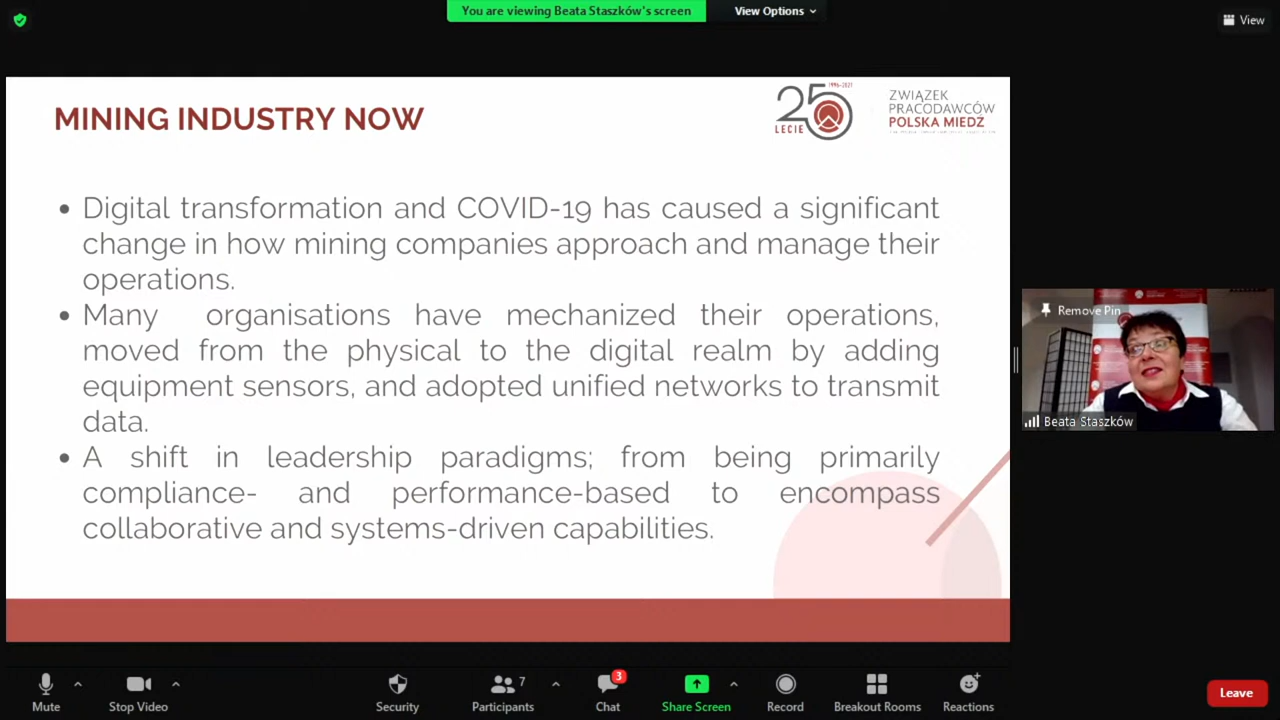 You are viewing Beata Staszków's screen
View Options
View
MINING INDUSTRY NOW
1996-2021
25
LECIE
ZWIĄZEK
PRACODAWCÓW
POLSKA MIEDŹ
• Digital transformation and COVID-19 has caused a significant
change in how mining companies approach and manage their
operations.
• Many organisations have mechanized their operations,
moved from the physical to the digital realm by adding
equipment sensors, and adopted unified networks to transmit
data.
• A shift in leadership paradigms; from being primarily
compliance- and performance-based to encompass
collaborative and systems-driven capabilities.
Remove Pin
Beata Staszków
Mute
Stop Video
Security
7
Participants
3
Chat
Share Screen
Record
Breakout Rooms
Reactions
Leave